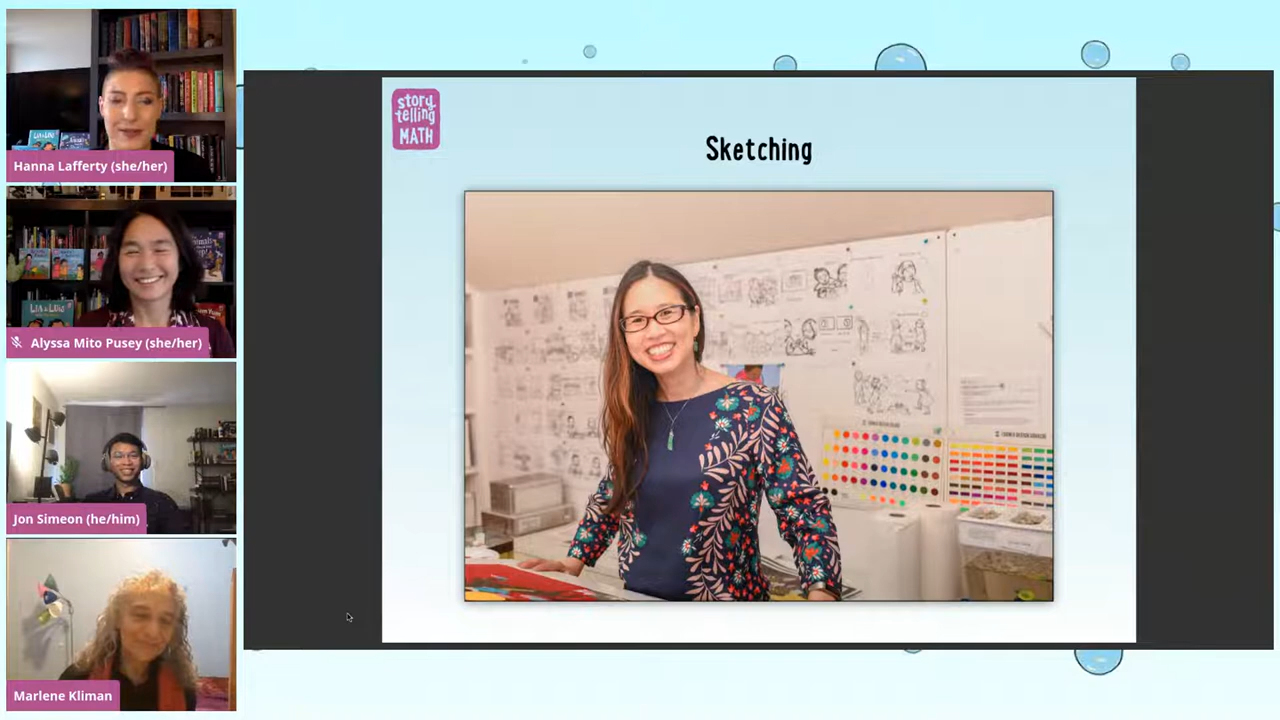 Hanna Lafferty (she/her)
Alyssa Mito Pusey (she/her)
Jon Simeon (he/him)
Marlene Kliman
story
telling
MATH
Sketching